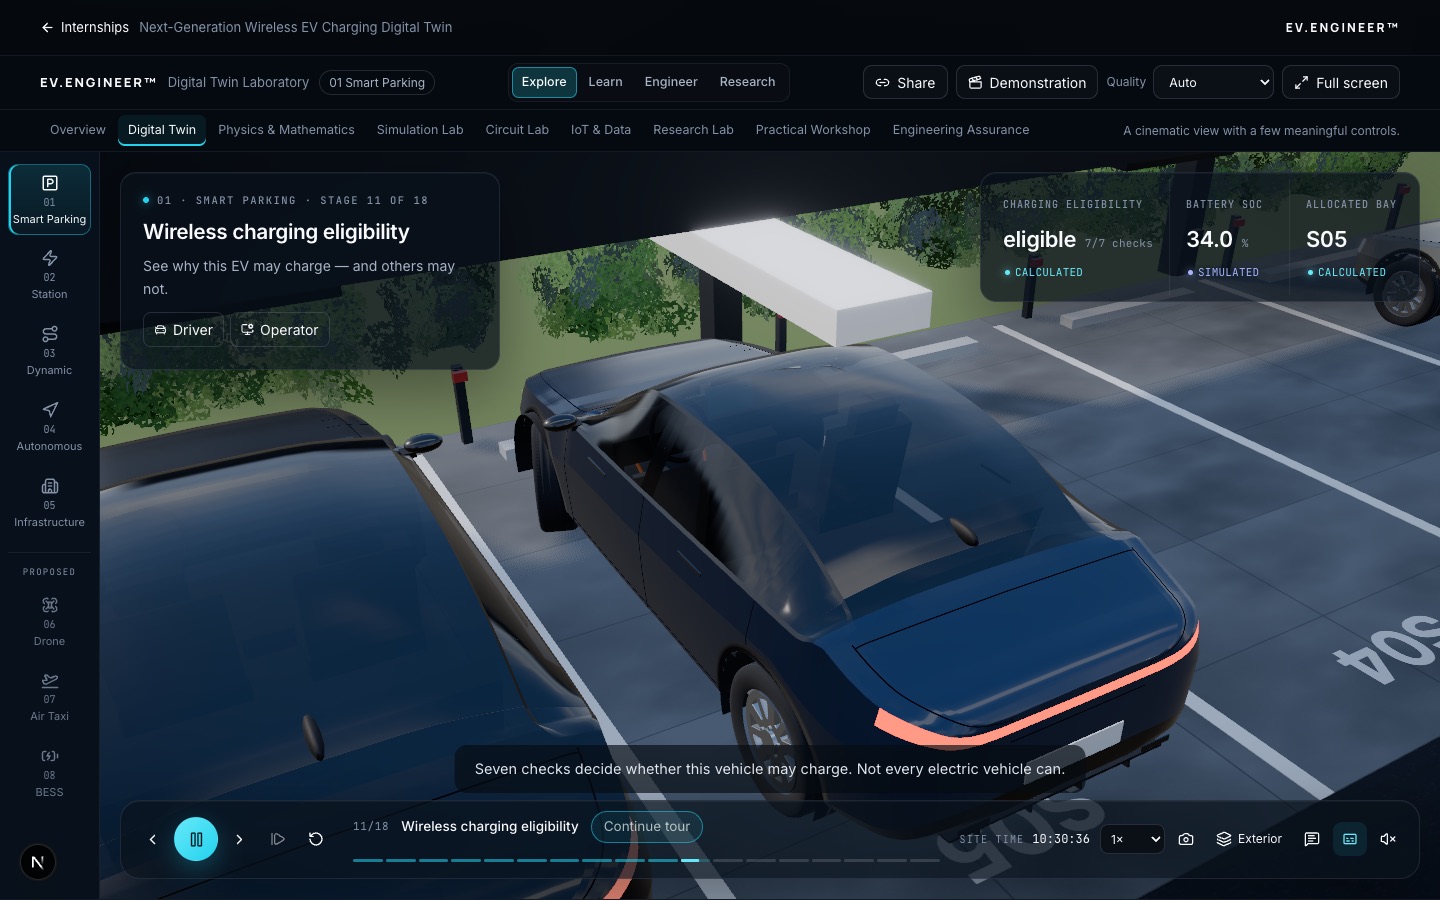 Internships Next-Generation Wireless EV Charging Digital Twin EV.ENGINEER™
EV.ENGINEER™ Digital Twin Laboratory 01 Smart Parking Explore Learn Engineer Research Share Demonstration Quality Auto Full screen
Overview Digital Twin Physics & Mathematics Simulation Lab Circuit Lab IoT & Data Research Lab Practical Workshop Engineering Assurance A cinematic view with a few meaningful controls.
01
Smart Parking
02
Station
03
Dynamic
04
Autonomous
05
Infrastructure
PROPOSED
06
Drone
07
Air Taxi
08
BESS
01 · SMART PARKING · STAGE 11 OF 18
Wireless charging eligibility
See why this EV may charge — and others may
not.
Driver Operator
CHARGING ELIGIBILITY BATTERY SOC ALLOCATED BAY
eligible 7/7 checks 34.0 % S05
CALCULATED SIMULATED CALCULATED
S04
Seven checks decide whether this vehicle may charge. Not every electric vehicle can.
S05
11/18 Wireless charging eligibility Continue tour
SITE TIME 10:30:36 1× Exterior
N